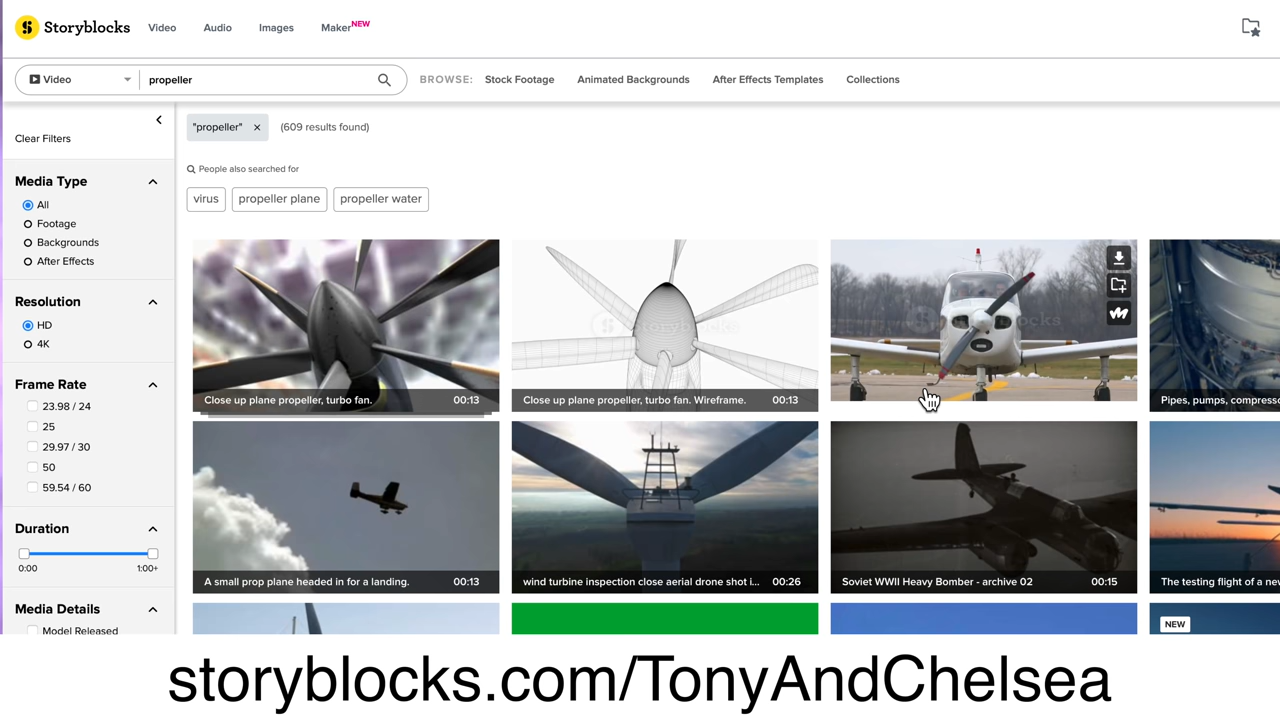 Storyblocks
Video
Audio
Images
Maker NEW
Video
propeller
BROWSE:
Stock Footage
Animated Backgrounds
After Effects Templates
Collections
Clear Filters
Media Type
All
Footage
Backgrounds
After Effects
Resolution
HD
4K
Frame Rate
23.98 / 24
25
29.97 / 30
50
59.54 / 60
Duration
0:00
1:00+
Media Details
Model Released
"propeller"
(609 results found)
People also searched for
virus
propeller plane
propeller water
Close up plane propeller, turbo fan.
00:13
Storyblocks
Close up plane propeller, turbo fan. Wireframe.
00:13
Storyblocks
Pipes, pumps, compresso
A small prop plane headed in for a landing.
00:13
wind turbine inspection close aerial drone shot i...
00:26
Soviet WWII Heavy Bomber - archive 02
00:15
The testing flight of a new
NEW
storyblocks.com/TonyAndChelsea